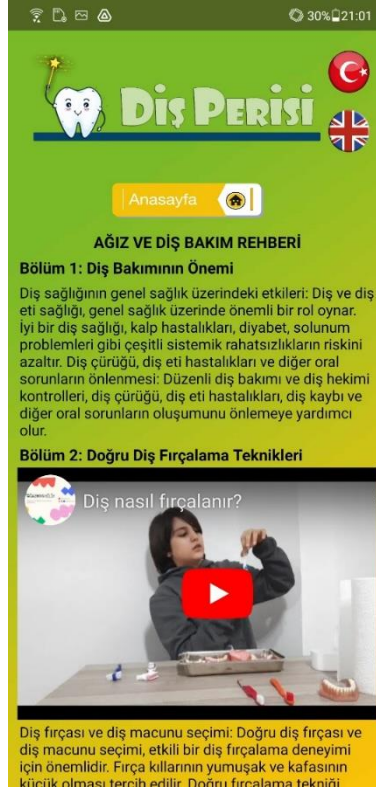 30% 21:01
Diş Perisi
Anasayfa
AĞIZ VE DİŞ BAKIM REHBERİ
Bölüm 1: Diş Bakımının Önemi
Diş sağlığının genel sağlık üzerindeki etkileri: Diş ve diş
eti sağlığı, genel sağlık üzerinde önemli bir rol oynar.
İyi bir diş sağlığı, kalp hastalıkları, diyabet, solunum
problemleri gibi çeşitli sistemik rahatsızlıkların riskini
azaltır. Diş çürüğü, diş eti hastalıkları ve diğer oral
sorunların önlenmesi: Düzenli diş bakımı ve diş hekimi
kontrolleri, diş çürüğü, diş eti hastalıkları, diş kaybı ve
diğer oral sorunların oluşumunu önlemeye yardımcı
olur.
Bölüm 2: Doğru Diş Fırçalama Teknikleri
Diş nasıl fırçalanır?
Diş fırçası ve diş macunu seçimi: Doğru diş fırçası ve
diş macunu seçimi, etkili bir diş fırçalama deneyimi
için önemlidir. Fırça kıllarının yumuşak ve kafasının
küçük olması tercih edilir. Doğru fırçalama tekniği